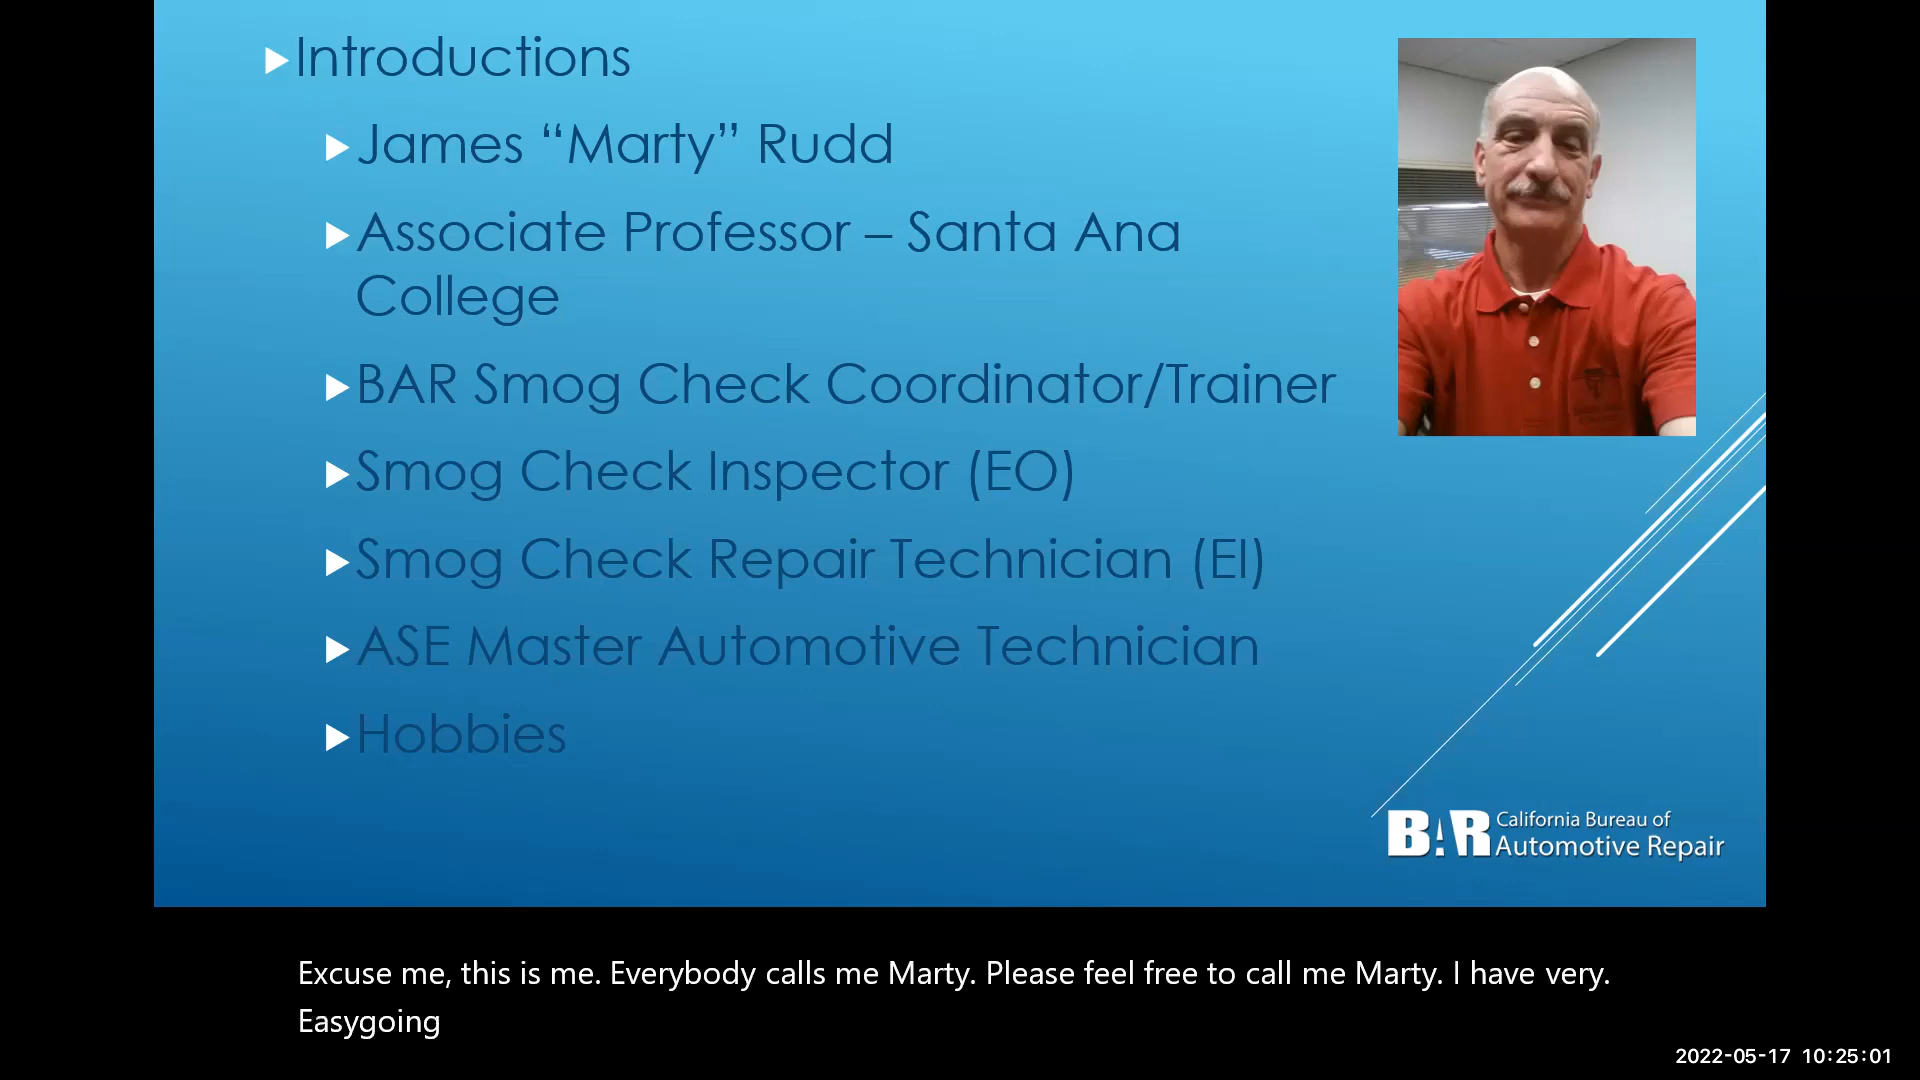 Introductions
James “Marty” Rudd
Associate Professor – Santa Ana
College
BAR Smog Check Coordinator/Trainer
Smog Check Inspector (EO)
Smog Check Repair Technician (EI)
ASE Master Automotive Technician
Hobbies
BAR California Bureau of
Automotive Repair
Excuse me, this is me. Everybody calls me Marty. Please feel free to call me Marty. I have very.
Easygoing
2022-05-17 10:25:01